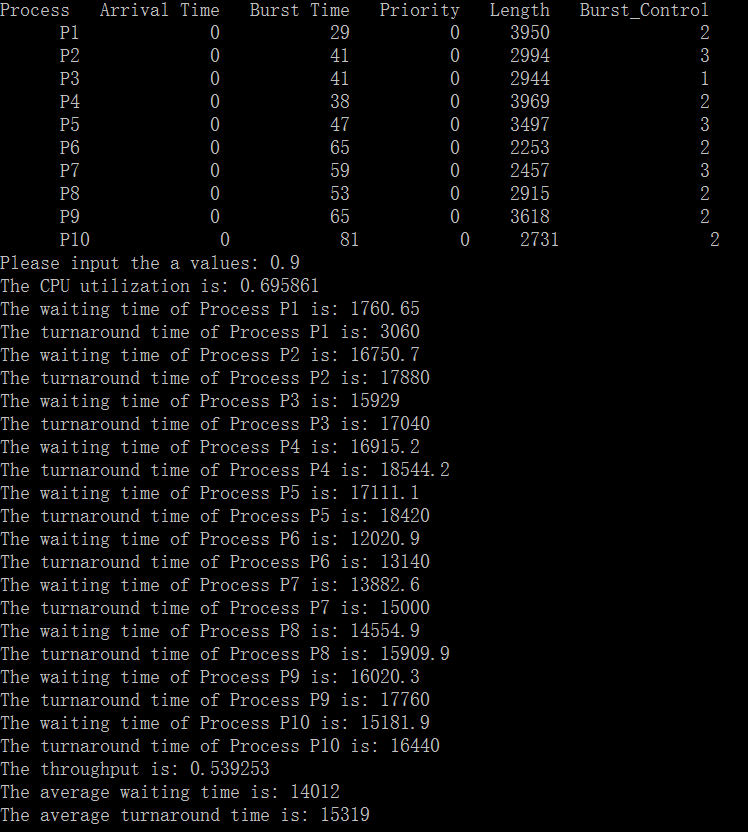 Process   Arrival Time   Burst Time   Priority   Length   Burst_Control
P1   0   29   0   3950   2
P2   0   41   0   2994   3
P3   0   41   0   2944   1
P4   0   38   0   3969   2
P5   0   47   0   3497   3
P6   0   65   0   2253   2
P7   0   59   0   2457   3
P8   0   53   0   2915   2
P9   0   65   0   3618   2
P10   0   81   0   2731   2
Please input the a values: 0.9
The CPU utilization is: 0.695861
The waiting time of Process P1 is: 1760.65
The turnaround time of Process P1 is: 3060
The waiting time of Process P2 is: 16750.7
The turnaround time of Process P2 is: 17880
The waiting time of Process P3 is: 15929
The turnaround time of Process P3 is: 17040
The waiting time of Process P4 is: 16915.2
The turnaround time of Process P4 is: 18544.2
The waiting time of Process P5 is: 17111.1
The turnaround time of Process P5 is: 18420
The waiting time of Process P6 is: 12020.9
The turnaround time of Process P6 is: 13140
The waiting time of Process P7 is: 13882.6
The turnaround time of Process P7 is: 15000
The waiting time of Process P8 is: 14554.9
The turnaround time of Process P8 is: 15909.9
The waiting time of Process P9 is: 16020.3
The turnaround time of Process P9 is: 17760
The waiting time of Process P10 is: 15181.9
The turnaround time of Process P10 is: 16440
The throughput is: 0.539253
The average waiting time is: 14012
The average turnaround time is: 15319